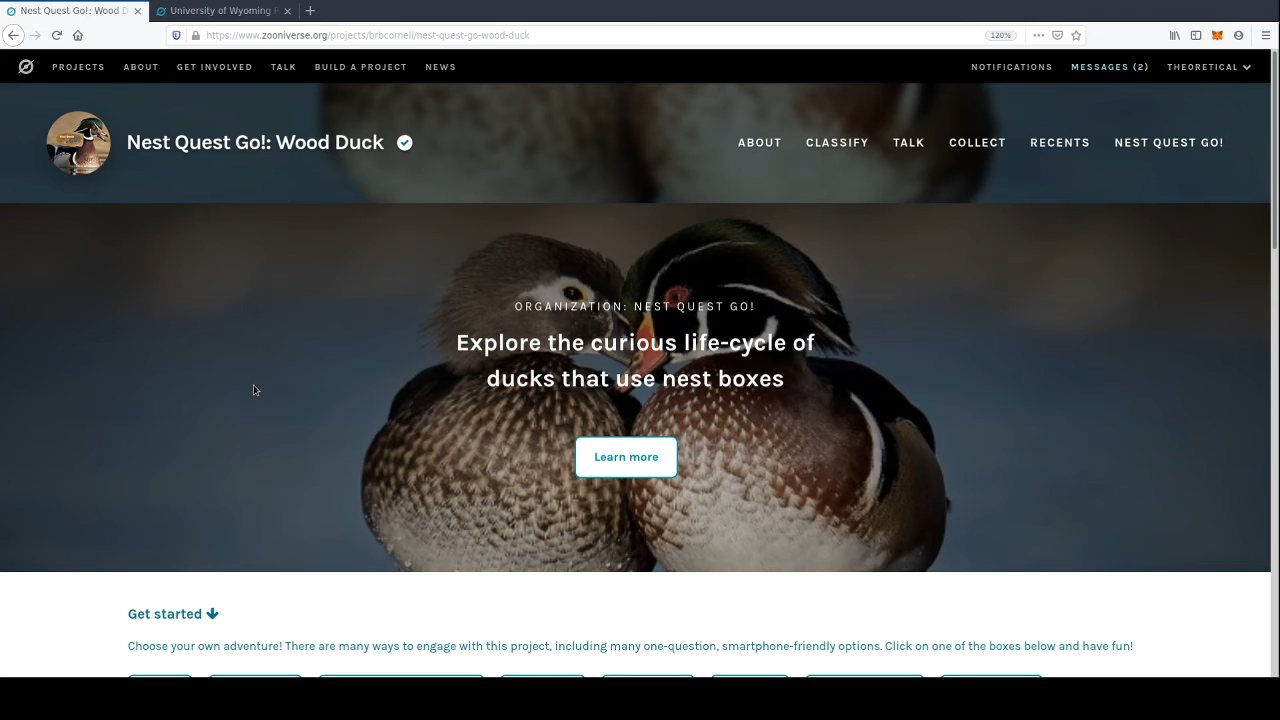 Nest Quest Go!: Wood D
University of Wyoming
https://www.zooniverse.org/projects/brbcornell/nest-quest-go-wood-duck
120%
PROJECTS
ABOUT
GET INVOLVED
TALK
BUILD A PROJECT
NEWS
NOTIFICATIONS
MESSAGES (2)
THEORETICAL
Nest Quest Go!: Wood Duck
ABOUT
CLASSIFY
TALK
COLLECT
RECENTS
NEST QUEST GO!
ORGANIZATION: NEST QUEST GO!
Explore the curious life-cycle of
ducks that use nest boxes
Learn more
Get started
Choose your own adventure! There are many ways to engage with this project, including many one-question, smartphone-friendly options. Click on one of the boxes below and have fun!